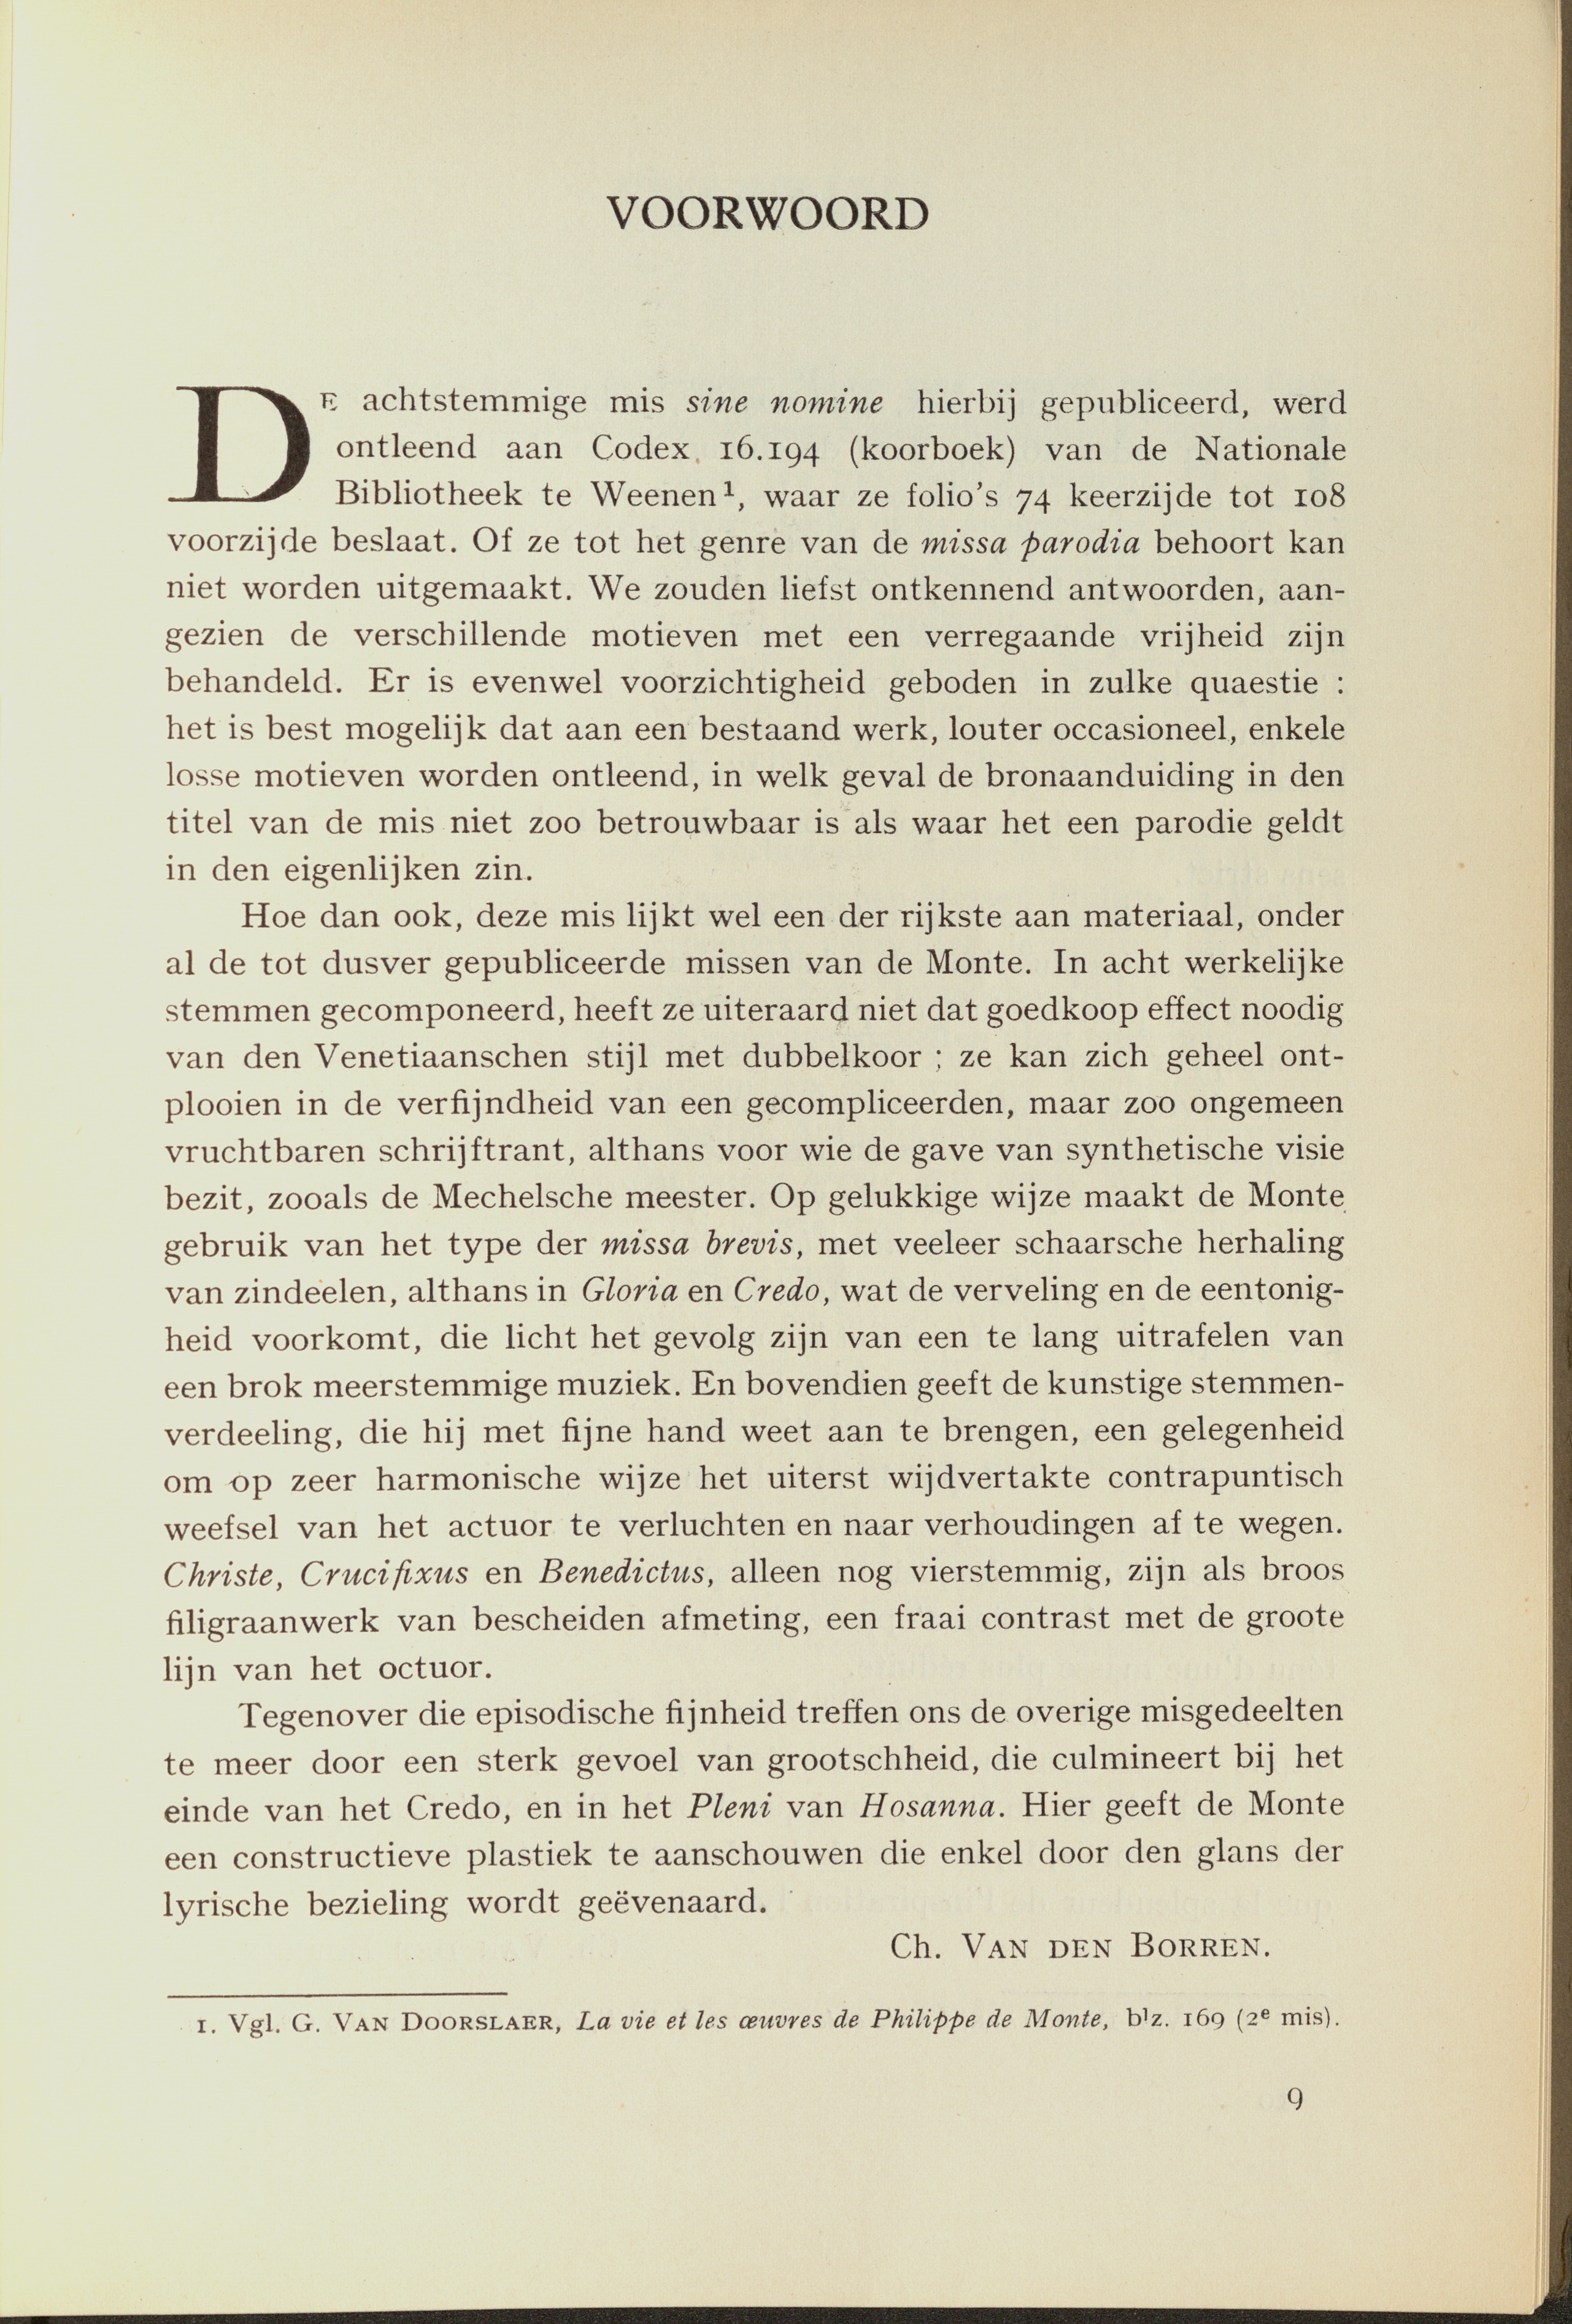 VOORWOORD
DE achtstemmige mis sine nomine hierbij gepubliceerd, werd
ontleend aan Codex 16.194 (koorboek) van de Nationale
Bibliotheek te Weenen¹, waar ze folio's 74 keerzijde tot 108
voorzijde beslaat. Of ze tot het genre van de missa parodia behoort kan
niet worden uitgemaakt. We zouden liefst ontkennend antwoorden, aan-
gezien de verschillende motieven met een verregaande vrijheid zijn
behandeld. Er is evenwel voorzichtigheid geboden in zulke quaestie :
het is best mogelijk dat aan een bestaand werk, louter occasioneel, enkele
losse motieven worden ontleend, in welk geval de bronaanduiding in den
titel van de mis niet zoo betrouwbaar is als waar het een parodie geldt
in den eigenlijken zin.
Hoe dan ook, deze mis lijkt wel een der rijkste aan materiaal, onder
al de tot dusver gepubliceerde missen van de Monte. In acht werkelijke
stemmen gecomponeerd, heeft ze uiteraard niet dat goedkoop effect noodig
van den Venetiaanschen stijl met dubbelkoor ; ze kan zich geheel ont-
plooien in de verfijndheid van een gecompliceerden, maar zoo ongemeen
vruchtbaren schrijftrant, althans voor wie de gave van synthetische visie
bezit, zooals de Mechelsche meester. Op gelukkige wijze maakt de Monte
gebruik van het type der missa brevis, met veeleer schaarsche herhaling
van zindeelen, althans in Gloria en Credo, wat de verveling en de eentonig-
heid voorkomt, die licht het gevolg zijn van een te lang uitrafelen van
een brok meerstemmige muziek. En bovendien geeft de kunstige stemmen-
verdeeling, die hij met fijne hand weet aan te brengen, een gelegenheid
om op zeer harmonische wijze het uiterst wijdvertakte contrapuntisch
weefsel van het actuor te verluchten en naar verhoudingen af te wegen.
Christe, Crucifixus en Benedictus, alleen nog vierstemmig, zijn als broos
filigraanwerk van bescheiden afmeting, een fraai contrast met de groote
lijn van het octuor.
Tegenover die episodische fijnheid treffen ons de overige misgedeelten
te meer door een sterk gevoel van grootschheid, die culmineert bij het
einde van het Credo, en in het Pleni van Hosanna. Hier geeft de Monte
een constructieve plastiek te aanschouwen die enkel door den glans der
lyrische bezieling wordt geëvenaard.
Ch. VAN DEN BORREN.
1. Vgl. G. VAN DOORSLAER, La vie et les œuvres de Philippe de Monte, blz. 169 (2e mis).
9